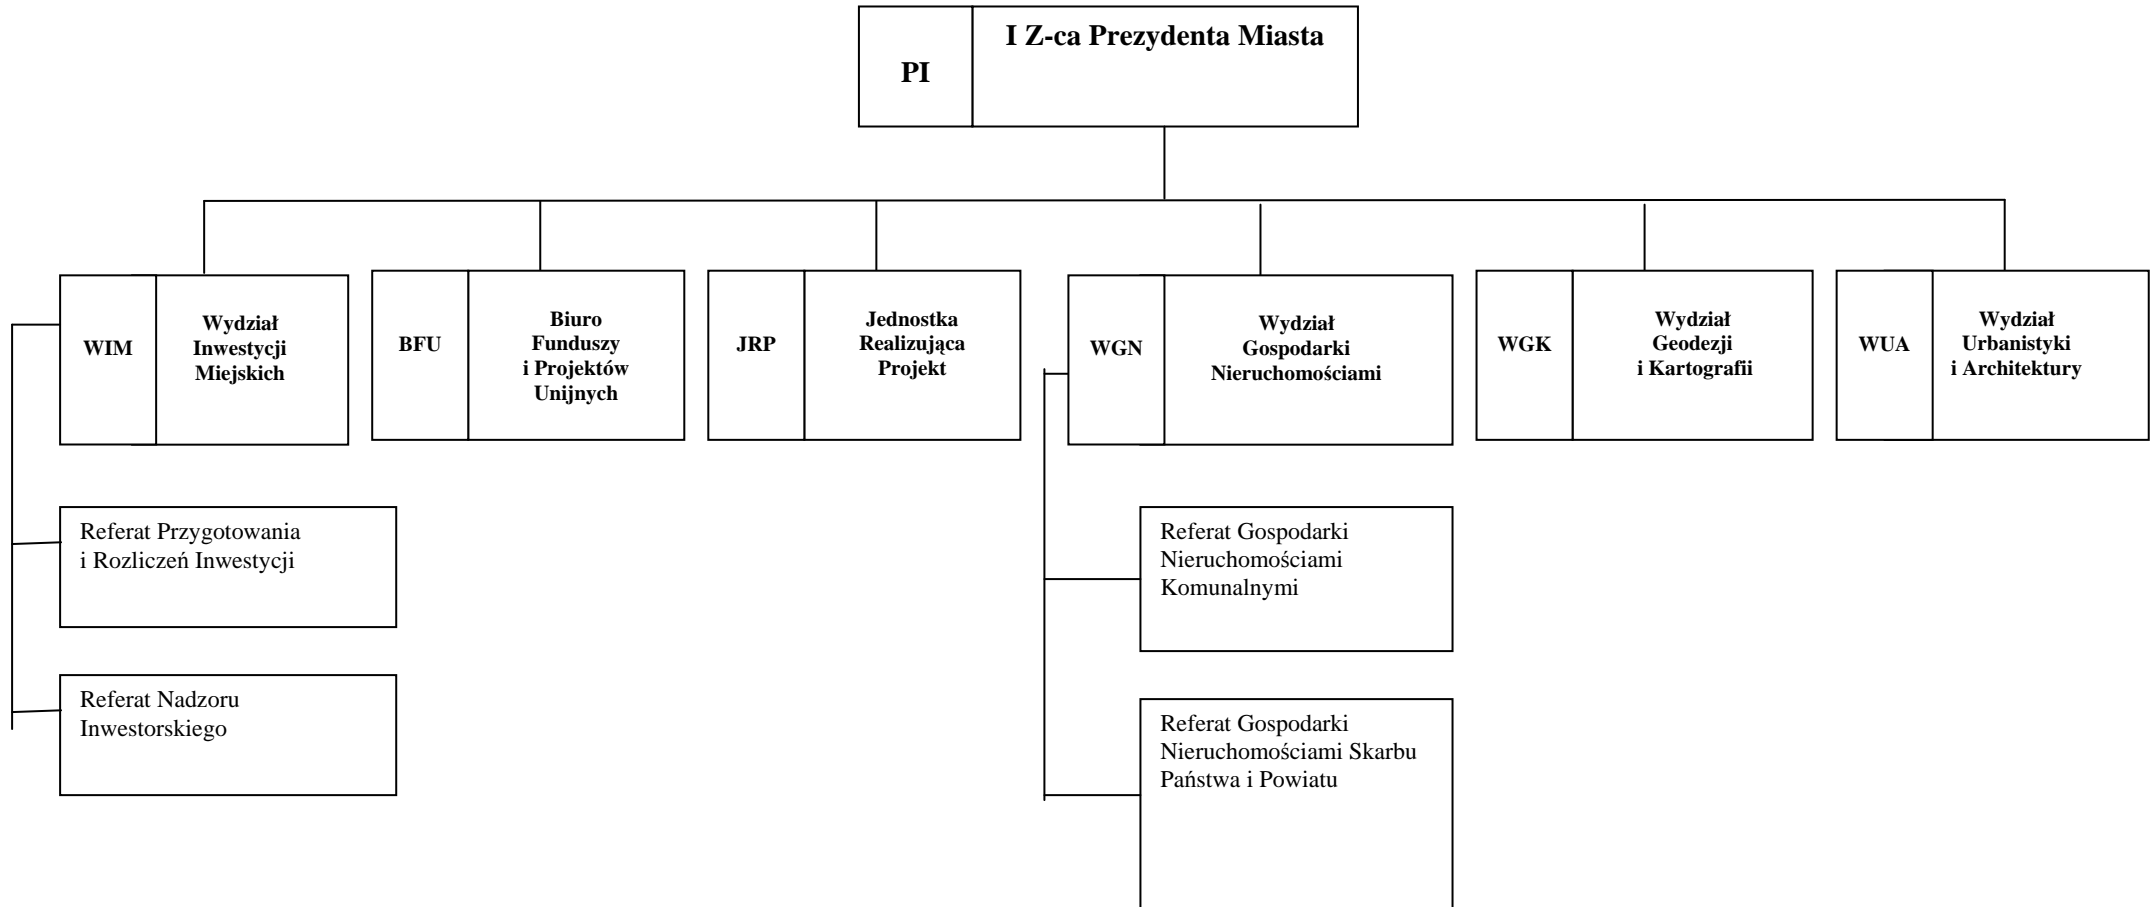 I Z-ca Prezydenta Miasta
PI
WIM
Wydział
Inwestycji
Miejskich
BFU
Biuro
Funduszy
i Projektów
Unijnych
JRP
Jednostka
Realizująca
Projekt
WGN
Wydział
Gospodarki
Nieruchomościami
WGK
Wydział
Geodezji
i Kartografii
WUA
Wydział
Urbanistyki
i Architektury
Referat Przygotowania
i Rozliczeń Inwestycji
Referat Nadzoru
Inwestorskiego
Referat Gospodarki
Nieruchomościami
Komunalnymi
Referat Gospodarki
Nieruchomościami Skarbu
Państwa i Powiatu